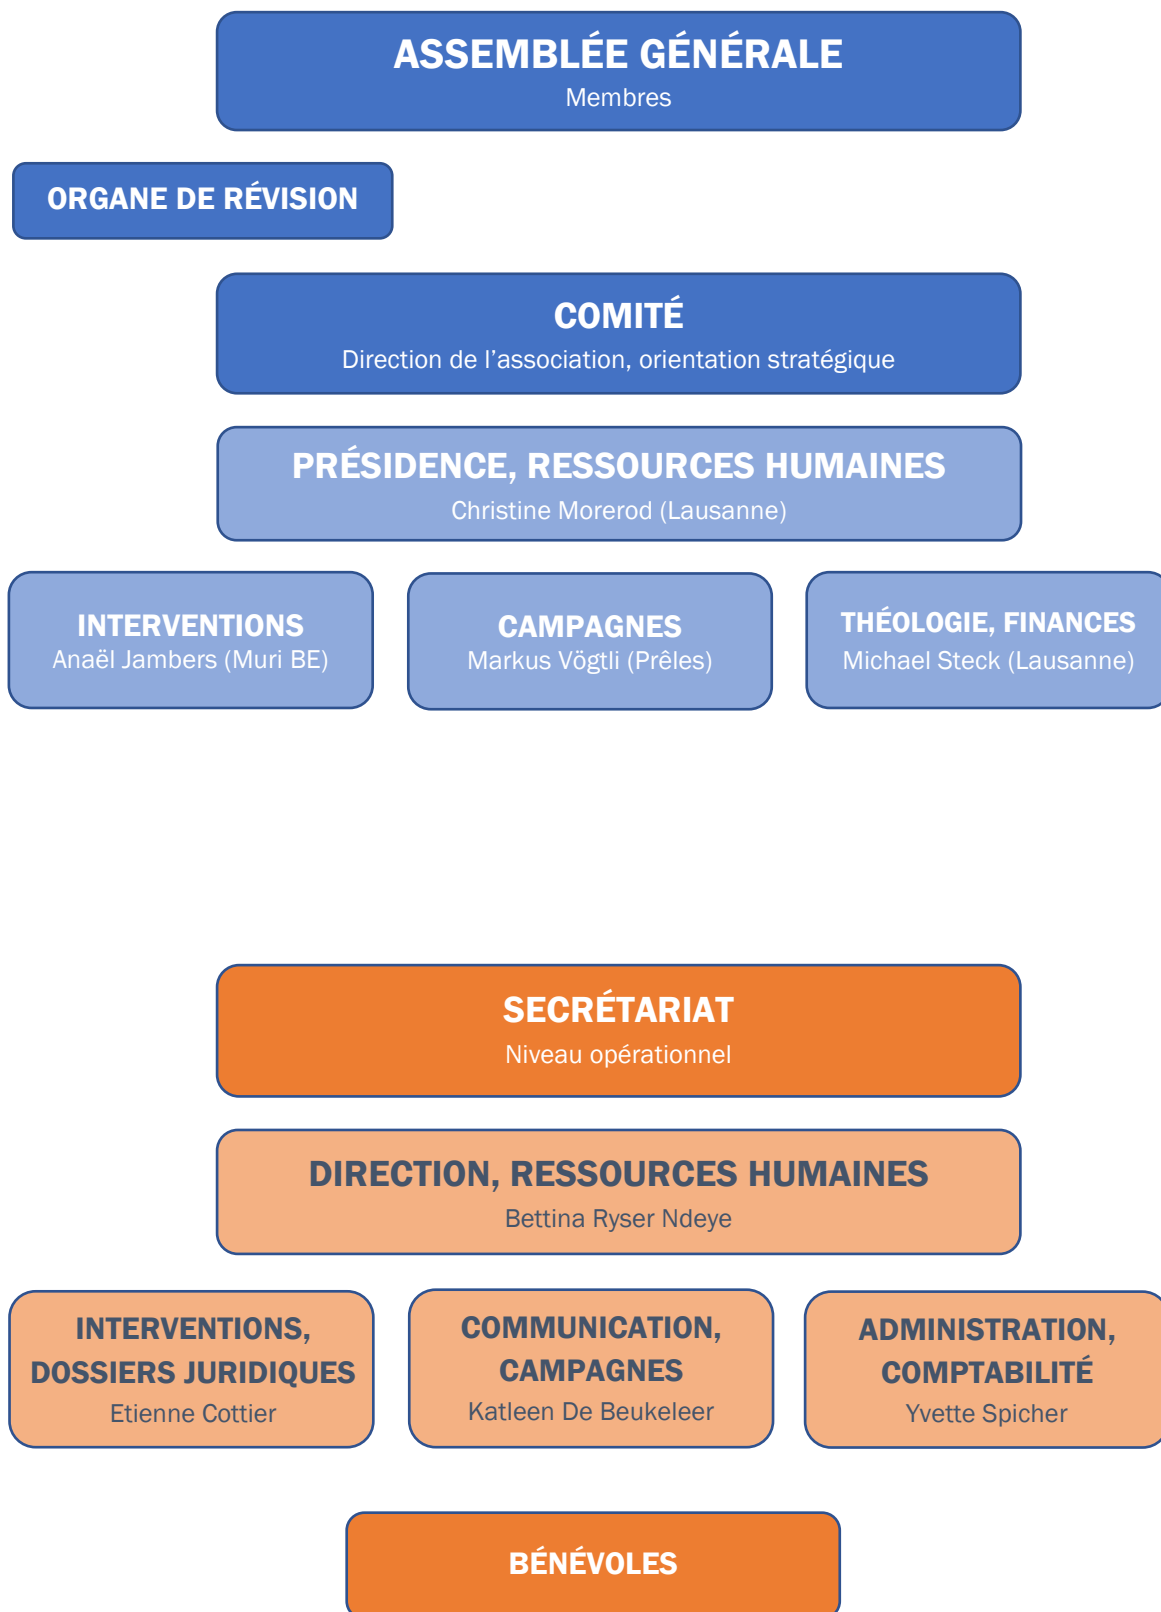 ASSEMBLÉE GÉNÉRALE
Membres
ORGANE DE RÉVISION
COMITÉ
Direction de l’association, orientation stratégique
PRÉSIDENCE, RESSOURCES HUMAINES
Christine Morerod (Lausanne)
INTERVENTIONS
Anaël Jambers (Muri BE)
CAMPAGNES
Markus Vögtli (Prêles)
THÉOLOGIE, FINANCES
Michael Steck (Lausanne)
SECRÉTARIAT
Niveau opérationnel
DIRECTION, RESSOURCES HUMAINES
Bettina Ryser Ndeye
INTERVENTIONS,
DOSSIERS JURIDIQUES
Etienne Cottier
COMMUNICATION,
CAMPAGNES
Katleen De Beukeleer
ADMINISTRATION,
COMPTABILITÉ
Yvette Spicher
BÉNÉVOLES